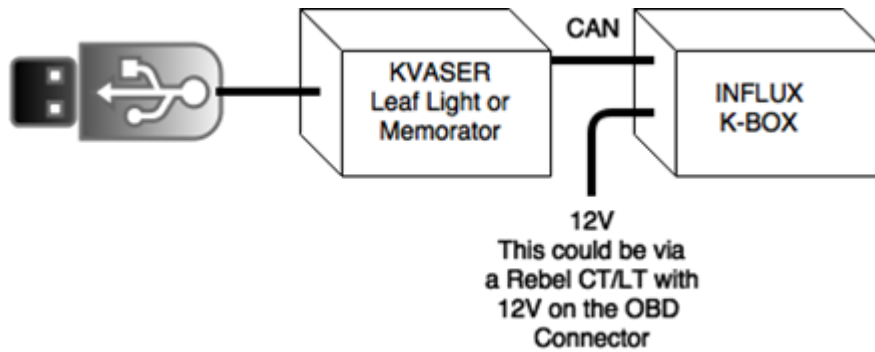 CAN
KVASER
Leaf Light or
Memorator
INFLUX
K-BOX
12V
This could be via
a Rebel CT/LT with
12V on the OBD
Connector